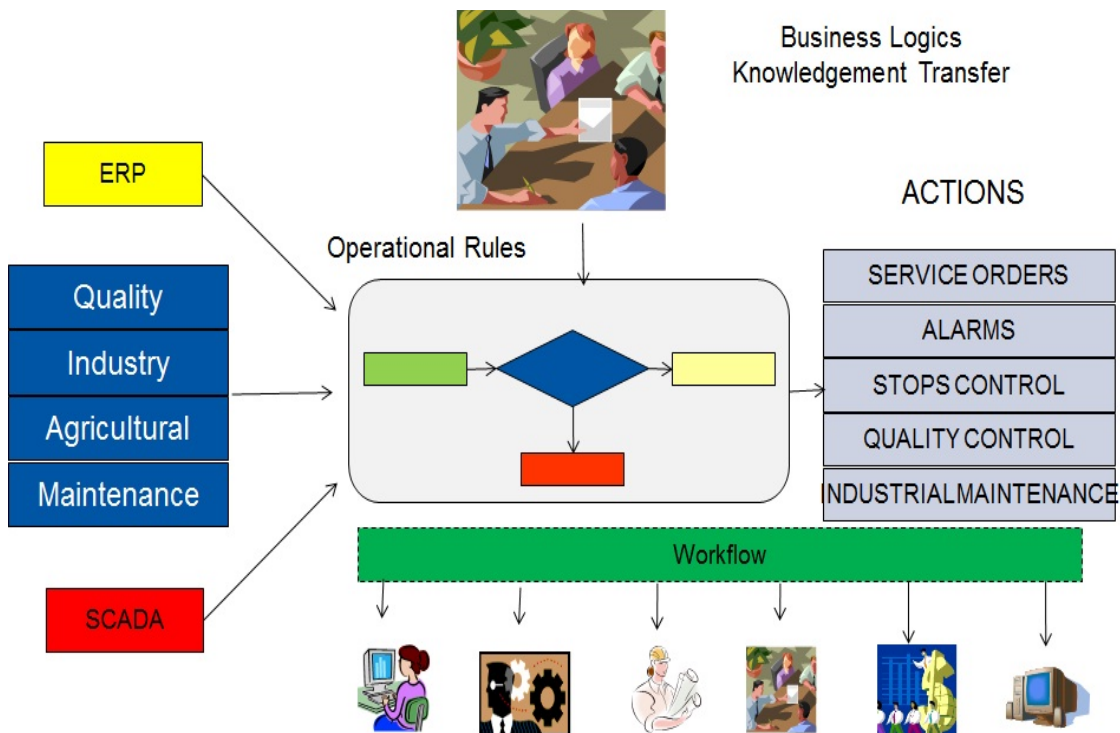 Business Logics
Knowledgement Transfer
ERP
ACTIONS
Operational Rules
Quality
Industry
Agricultural
Maintenance
SERVICE ORDERS
ALARMS
STOPS CONTROL
QUALITY CONTROL
INDUSTRIALMAINTENANCE
Workflow
SCADA